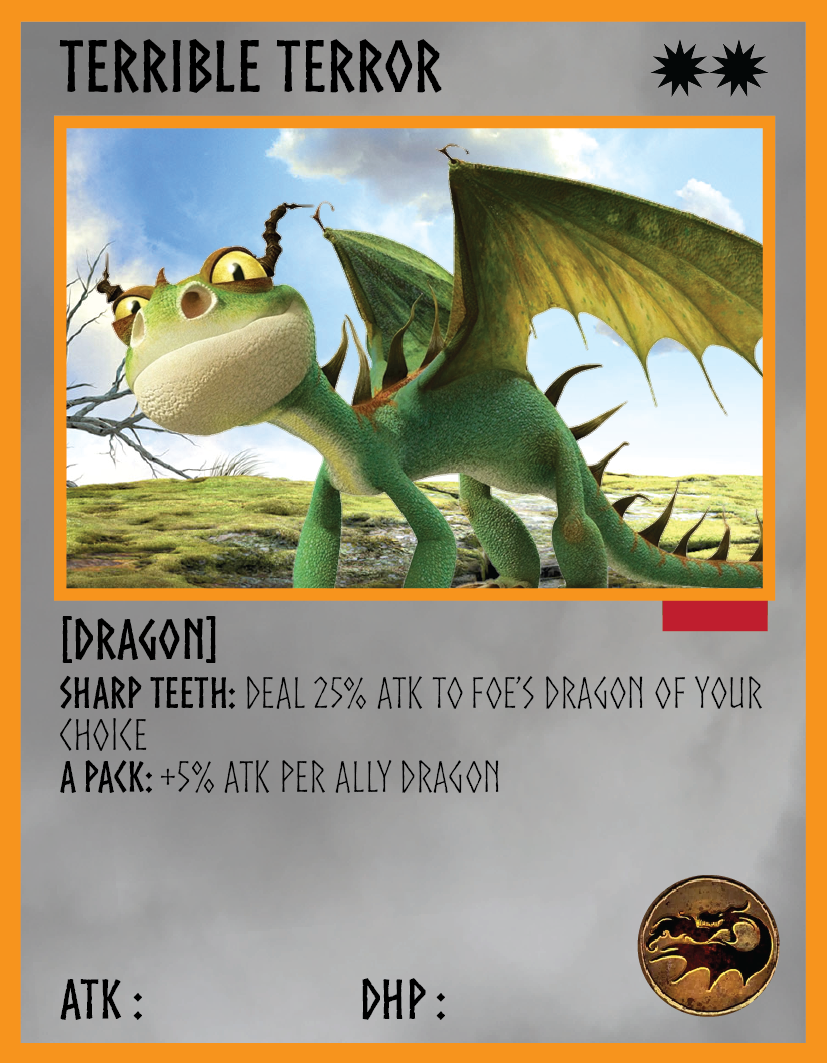 TERRIBLE TERROR
[DRAGON]
SHARP TEETH: DEAL 25% ATK TO FOE'S DRAGON OF YOUR
CHOICE
A PACK: +5% ATK PER ALLY DRAGON
ATK : DHP :